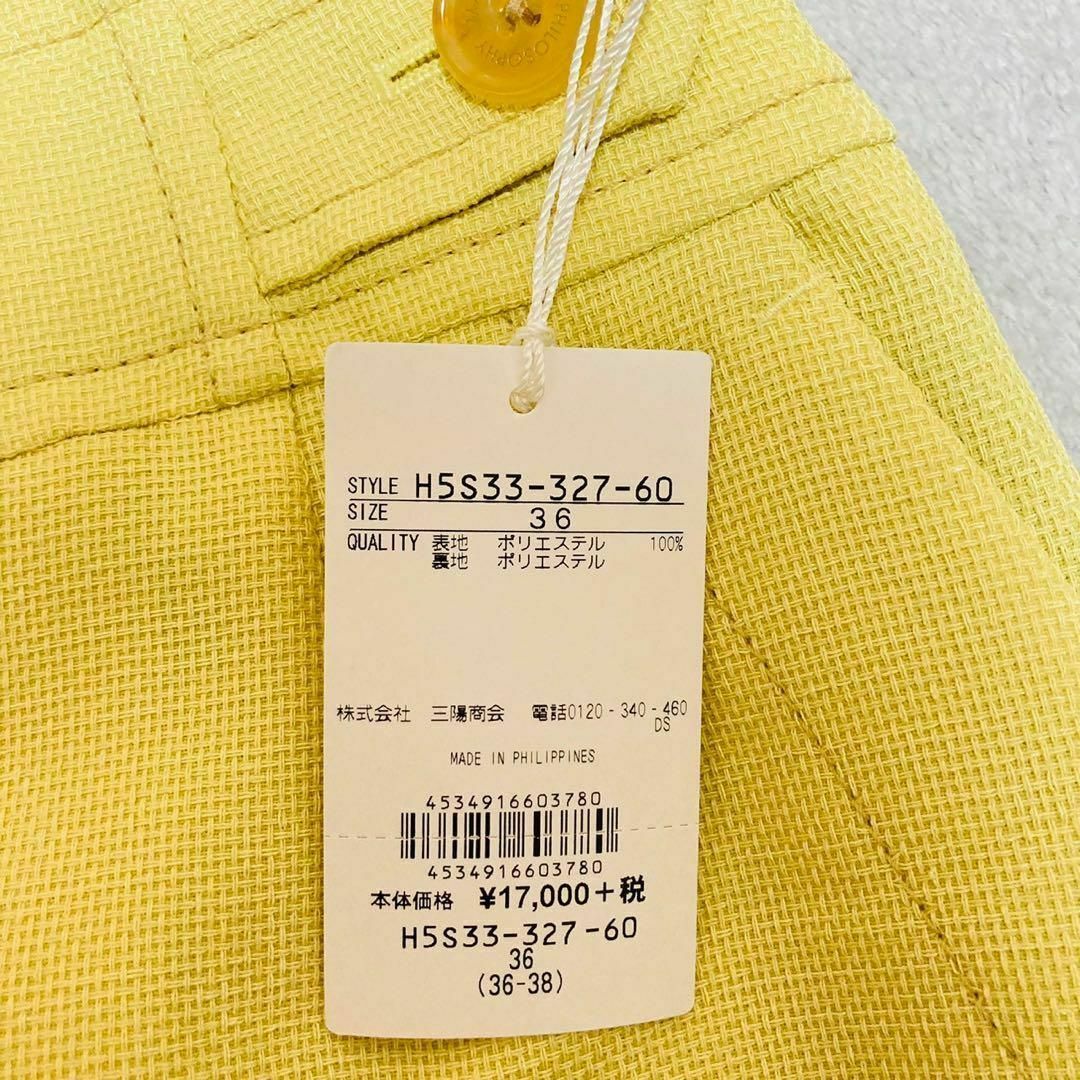 PHILOSOPHY
STYLE H5S33-327-60
SIZE 36
QUALITY 表地 ポリエステル 100%
裏地 ポリエステル
株式会社 三陽商会 電話0120-340-460
DS
MADE IN PHILIPPINES
4534916603780
4534916603780
本体価格 ¥17,000+税
H5S33-327-60
36
(36-38)